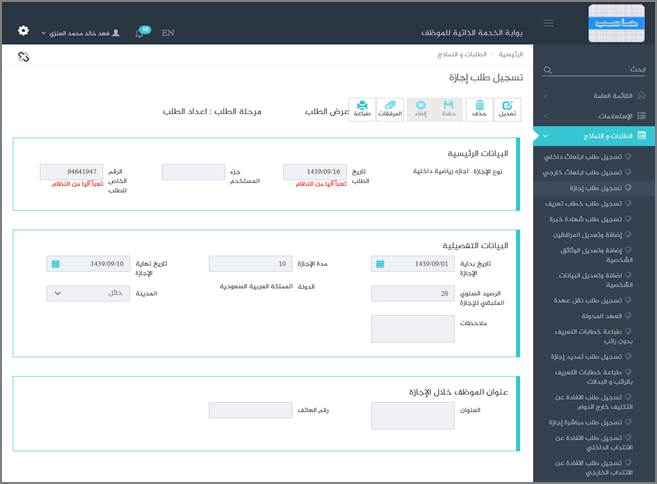 حاسب
بوابة الخدمة الذاتية للموظف
EN
فهد خالد محمد العنزي
ابحث
القائمة العامة
الإستعلامات
الطلبات و النماذج
تسجيل طلب ابتعاث داخلي
تسجيل طلب ابتعاث خارجي
تسجيل طلب إجازة
تسجيل طلب خطاب تعريف
تسجيل طلب شهادة خبرة
إضافة وتعديل المرافقين
إضافة وتعديل الوثائق
الشخصية
اضافة وتعديل البيانات
الشخصية
تسجيل طلب نقل عهدة
العهد المحولة
طباعة خطابات التعريف
بدون راتب
تسجيل طلب تمديد إجازة
طباعة خطابات التعريف
بالراتب و البدلات
تسجيل طلب الافادة عن
التكليف خارج الدوام
تسجيل طلب مباشرة إجازة
تسجيل طلب الافادة عن
الانتداب الداخلي
تسجيل طلب الافادة عن
الانتداب الخارجي
الرئيسية - الطلبات و النماذج
تسجيل طلب إجازة
تعديل حذف حفظ إلغاء المرفقات طباعة
عرض الطلب
مرحلة الطلب : اعداد الطلب
البيانات الرئيسية
نوع الإجازة اجازه رياضية داخلية
تاريخ الطلب 1439/09/16
تعبأ آليا من النظام
جزء المستخدم
الرقم الخاص للطلب 94641947
تعبأ آليا من النظام
البيانات التفصيلية
تاريخ بداية الإجازة 1439/09/01
مدة الإجازة 10
تاريخ نهاية الإجازة 1439/09/10
الرصيد السنوي المتبقي للإجازة 20
الدولة المملكة العربية السعودية
المدينة حائل
ملاحظات
عنوان الموظف خلال الإجازة
العنوان
رقم الهاتف